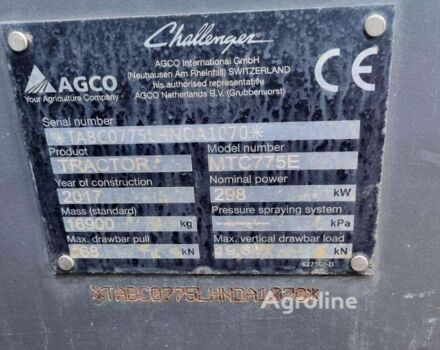 Challenger
AGCO International GmbH
(Neuhausen Am Rheinfall) SWITZERLAND
his authorised representative
AGCO Netherlands B.V. (Grubbenvorst)
CE
AGCO
Your Agriculture Company
Serial number
*TABC0775LHNDA1070*
Product Model number
TRACTOR MTC775E
Year of construction Nominal power
2017 298 kW
Mass (standard) Pressure spraying system
16900 kg kPa
Max. drawbar pull Max. vertical drawbar load
kN kN
627360-D
*TABC0775LHNDA1070*
AGROLINE